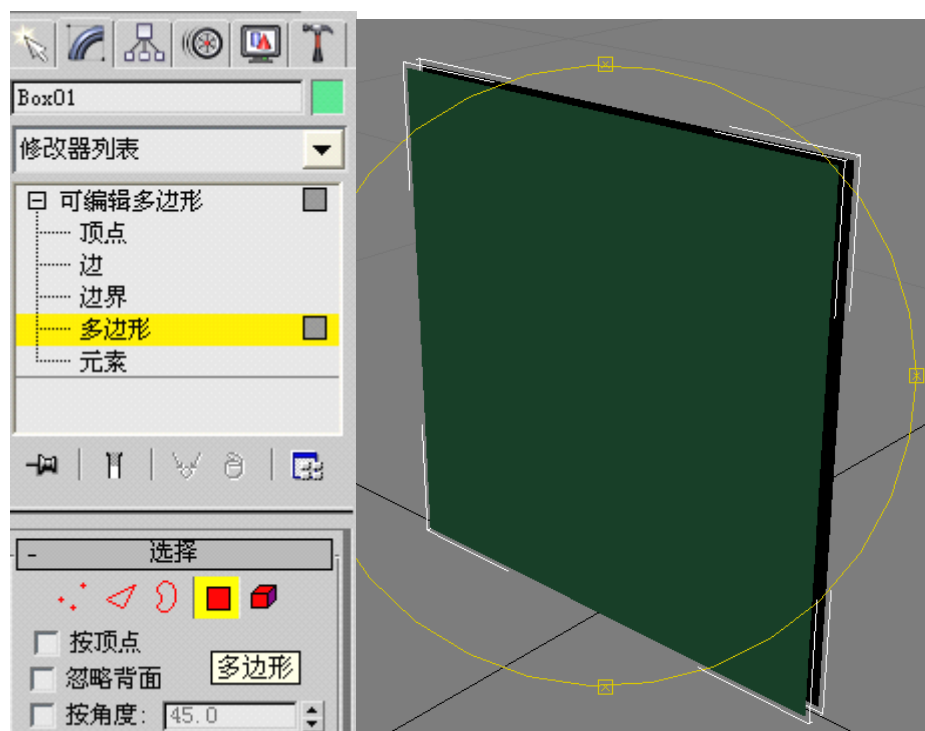 Box01
修改器列表
可编辑多边形
顶点
边
边界
多边形
元素
- 选择
按顶点
忽略背面
多边形
按角度: 45.0